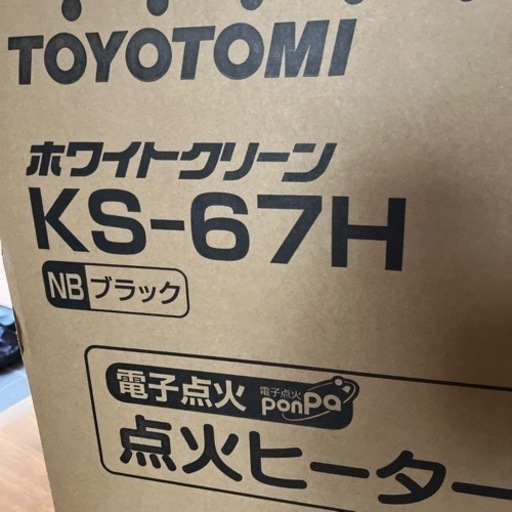 TOYOTOMI
ホワイトクリーン
KS-67H
NB ブラック
電子点火 電子点火 ponPa
点火ヒーター